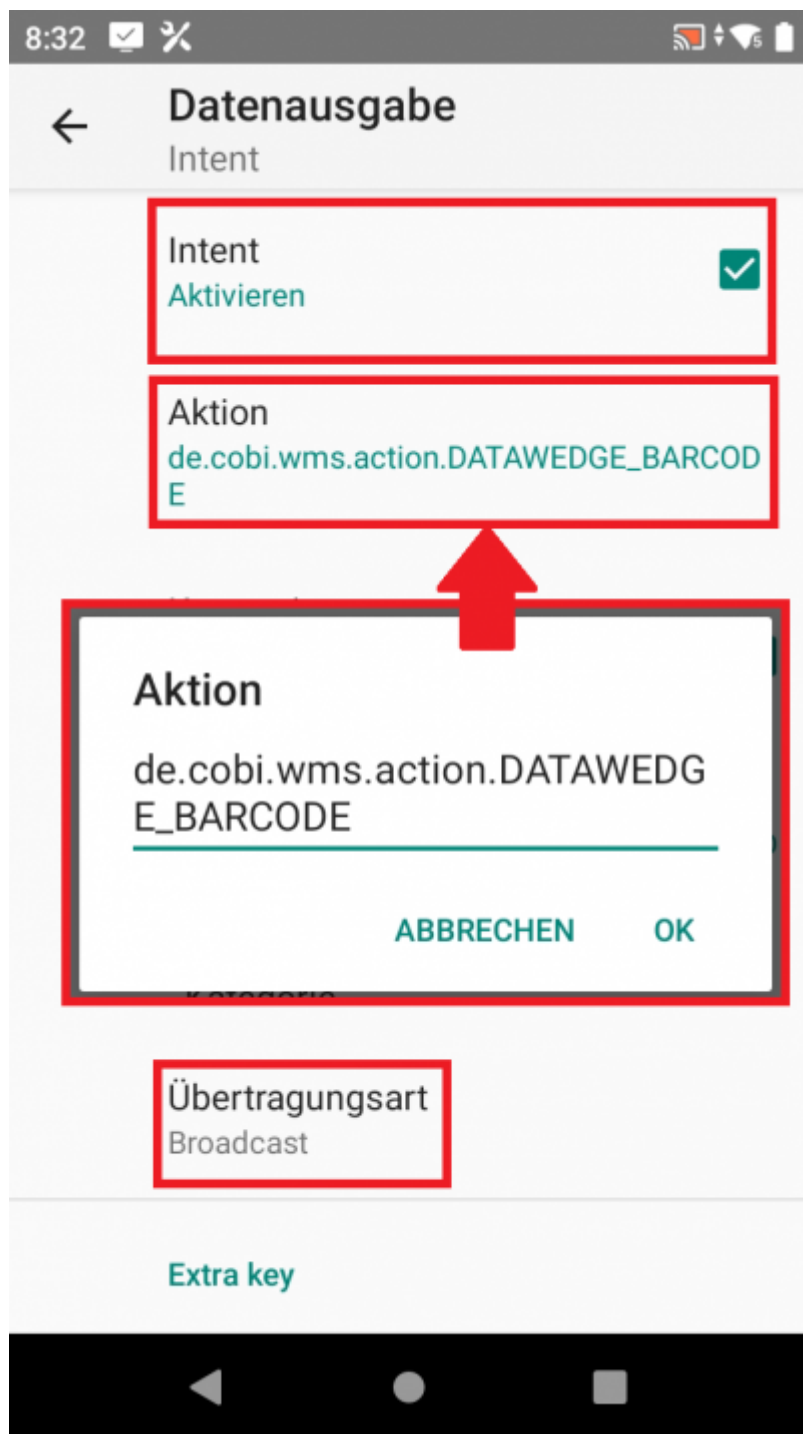 8:32
Datenausgabe
Intent
Intent
Aktivieren
Aktion
de.cobi.wms.action.DATAWEDGE_BARCOD
E
Aktion
de.cobi.wms.action.DATAWEDG
E_BARCODE
ABBRECHEN OK
Kategorie
Übertragungsart
Broadcast
Extra key